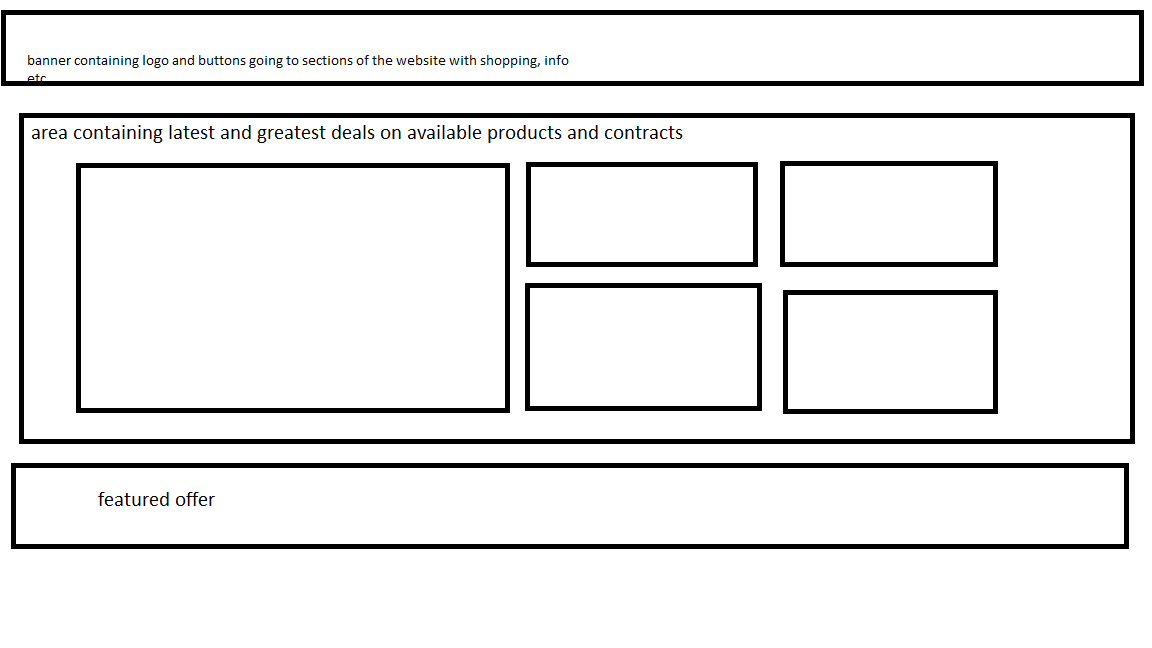 banner containing logo and buttons going to sections of the website with shopping, info
etc
area containing latest and greatest deals on available products and contracts
featured offer